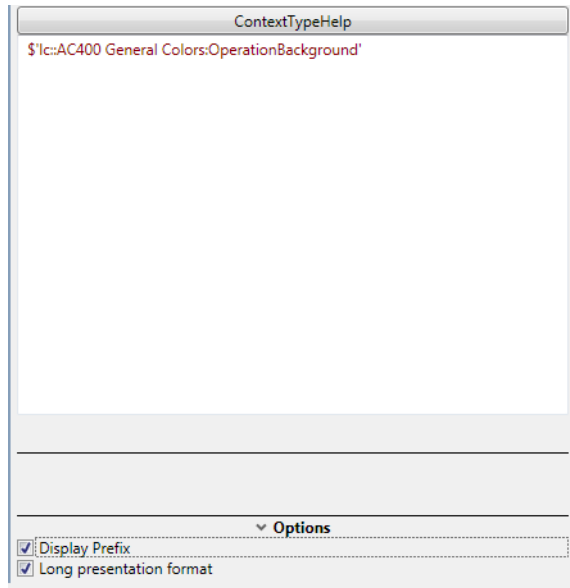 ContextTypeHelp
$'lc::AC400 General Colors:OperationBackground'
Options
Display Prefix
Long presentation format